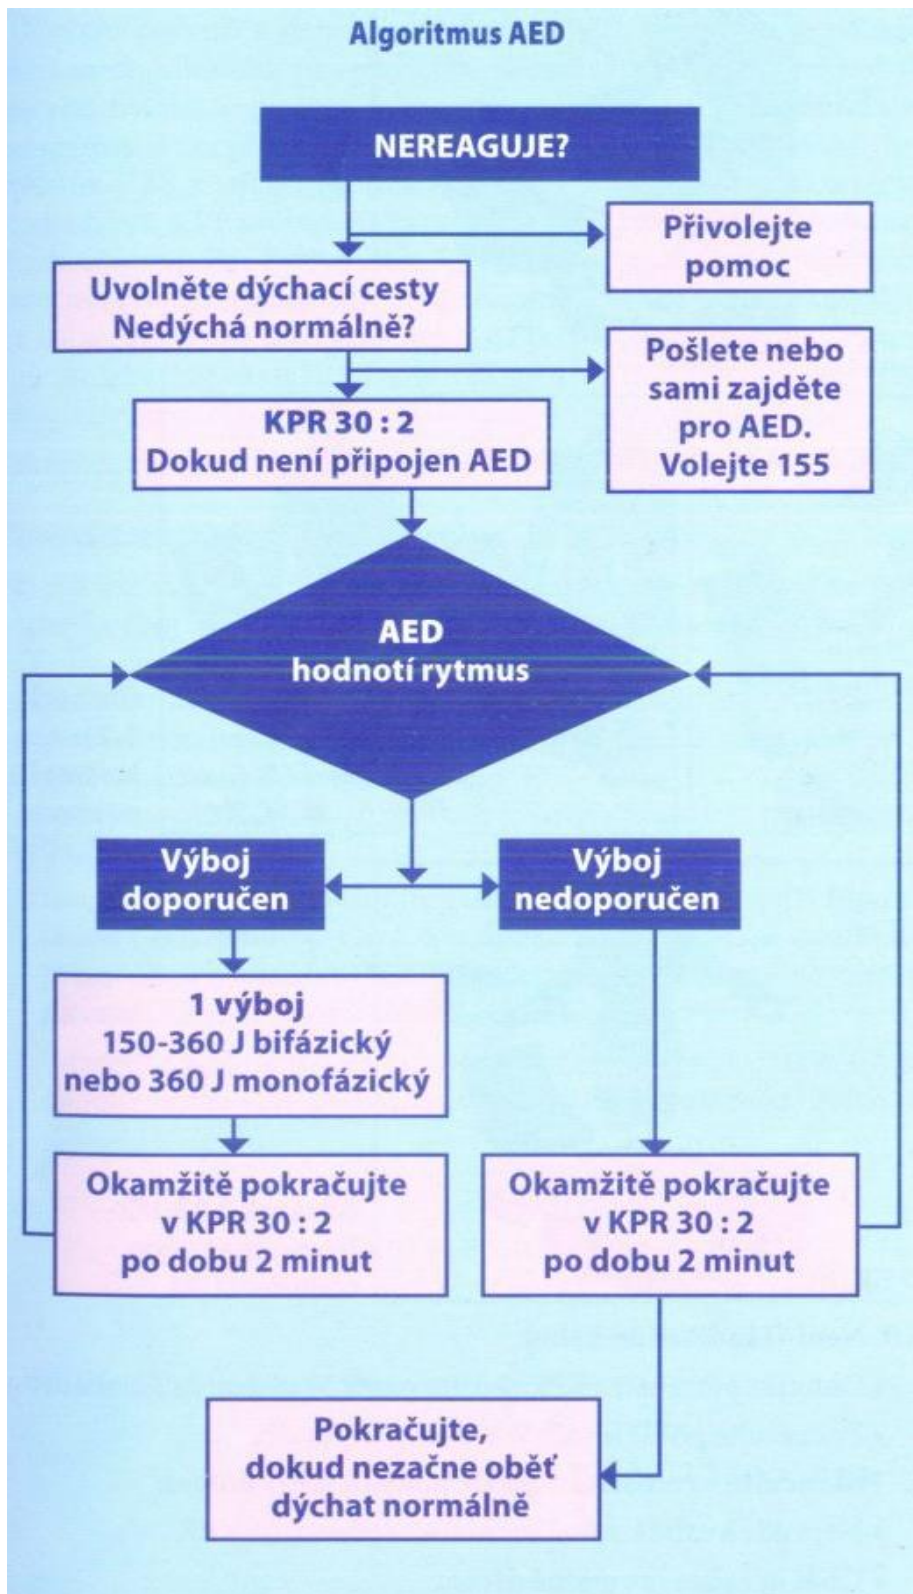 Algoritmus AED
NEREAGUJE?
Přivolejte
pomoc
Uvolněte dýchací cesty
Nedýchá normálně?
Pošlete nebo
sami zajděte
pro AED.
Volejte 155
KPR 30 : 2
Dokud není připojen AED
AED
hodnotí rytmus
Výboj
doporučen
Výboj
nedoporučen
1 výboj
150-360 J bifázický
nebo 360 J monofázický
Okamžitě pokračujte
v KPR 30 : 2
po dobu 2 minut
Okamžitě pokračujte
v KPR 30 : 2
po dobu 2 minut
Pokračujte,
dokud nezačne oběť
dýchat normálně